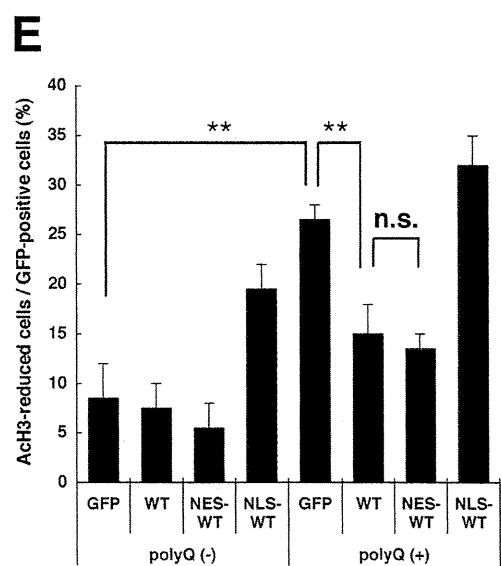 E
AcH3-reduced cells / GFP-positive cells (%)
40
35
30
25
20
15
10
5
0
**
**
n.s.
GFP WT NES-WT NLS-WT GFP WT NES-WT NLS-WT
polyQ (-) polyQ (+)